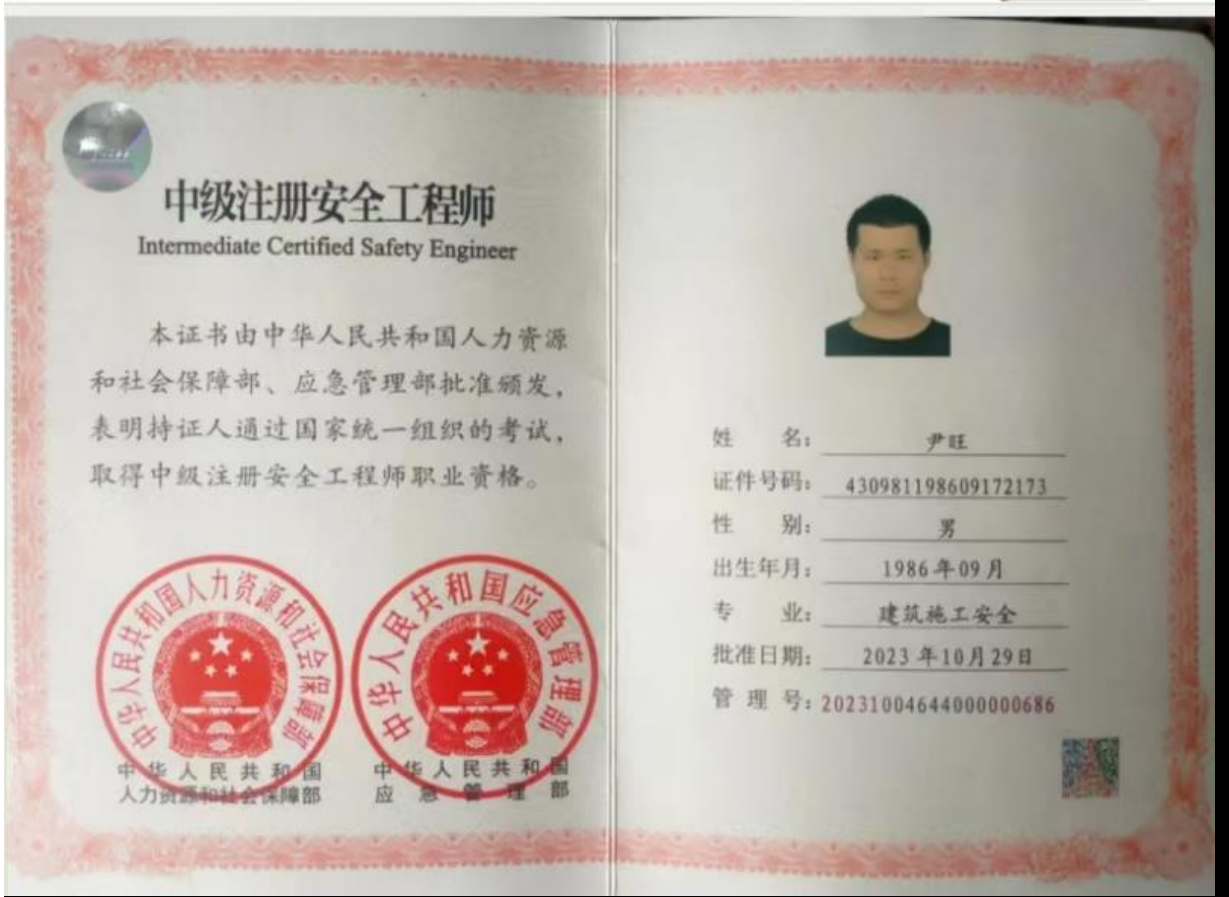 中级注册安全工程师
Intermediate Certified Safety Engineer
本证书由中华人民共和国人力资源
和社会保障部、应急管理部批准颁发，
表明持证人通过国家统一组织的考试，
取得中级注册安全工程师职业资格。
中华人民共和国人力资源和社会保障部
中华人民共和国应急管理部
中华人民共和国
人力资源和社会保障部
中华人民共和国
应急管理部
姓 名： 尹旺
证件号码： 430981198609172173
性 别： 男
出生年月： 1986年09月
专 业： 建筑施工安全
批准日期： 2023年10月29日
管 理 号：20231004644000000686